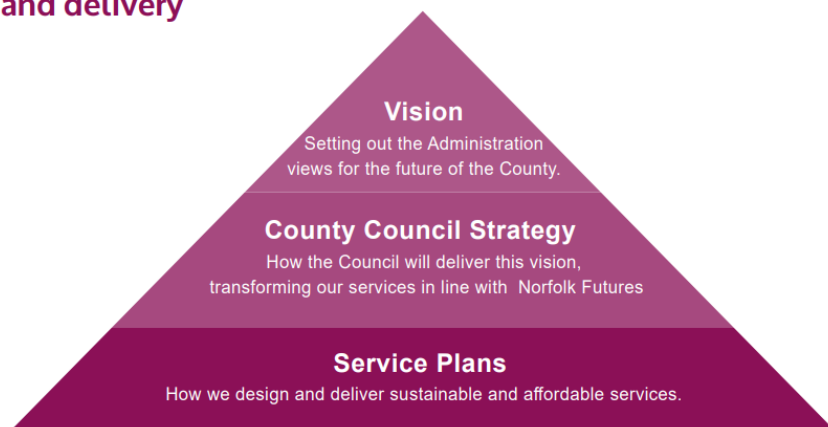 and delivery
Vision
Setting out the Administration
views for the future of the County.
County Council Strategy
How the Council will deliver this vision,
transforming our services in line with  Norfolk Futures
Service Plans
How we design and deliver sustainable and affordable services.